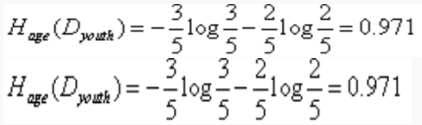 H_age(D_youth) = −3/5 log 3/5 − 2/5 log 2/5 = 0.971
H_age(D_youth) = −3/5 log 3/5 − 2/5 log 2/5 = 0.971